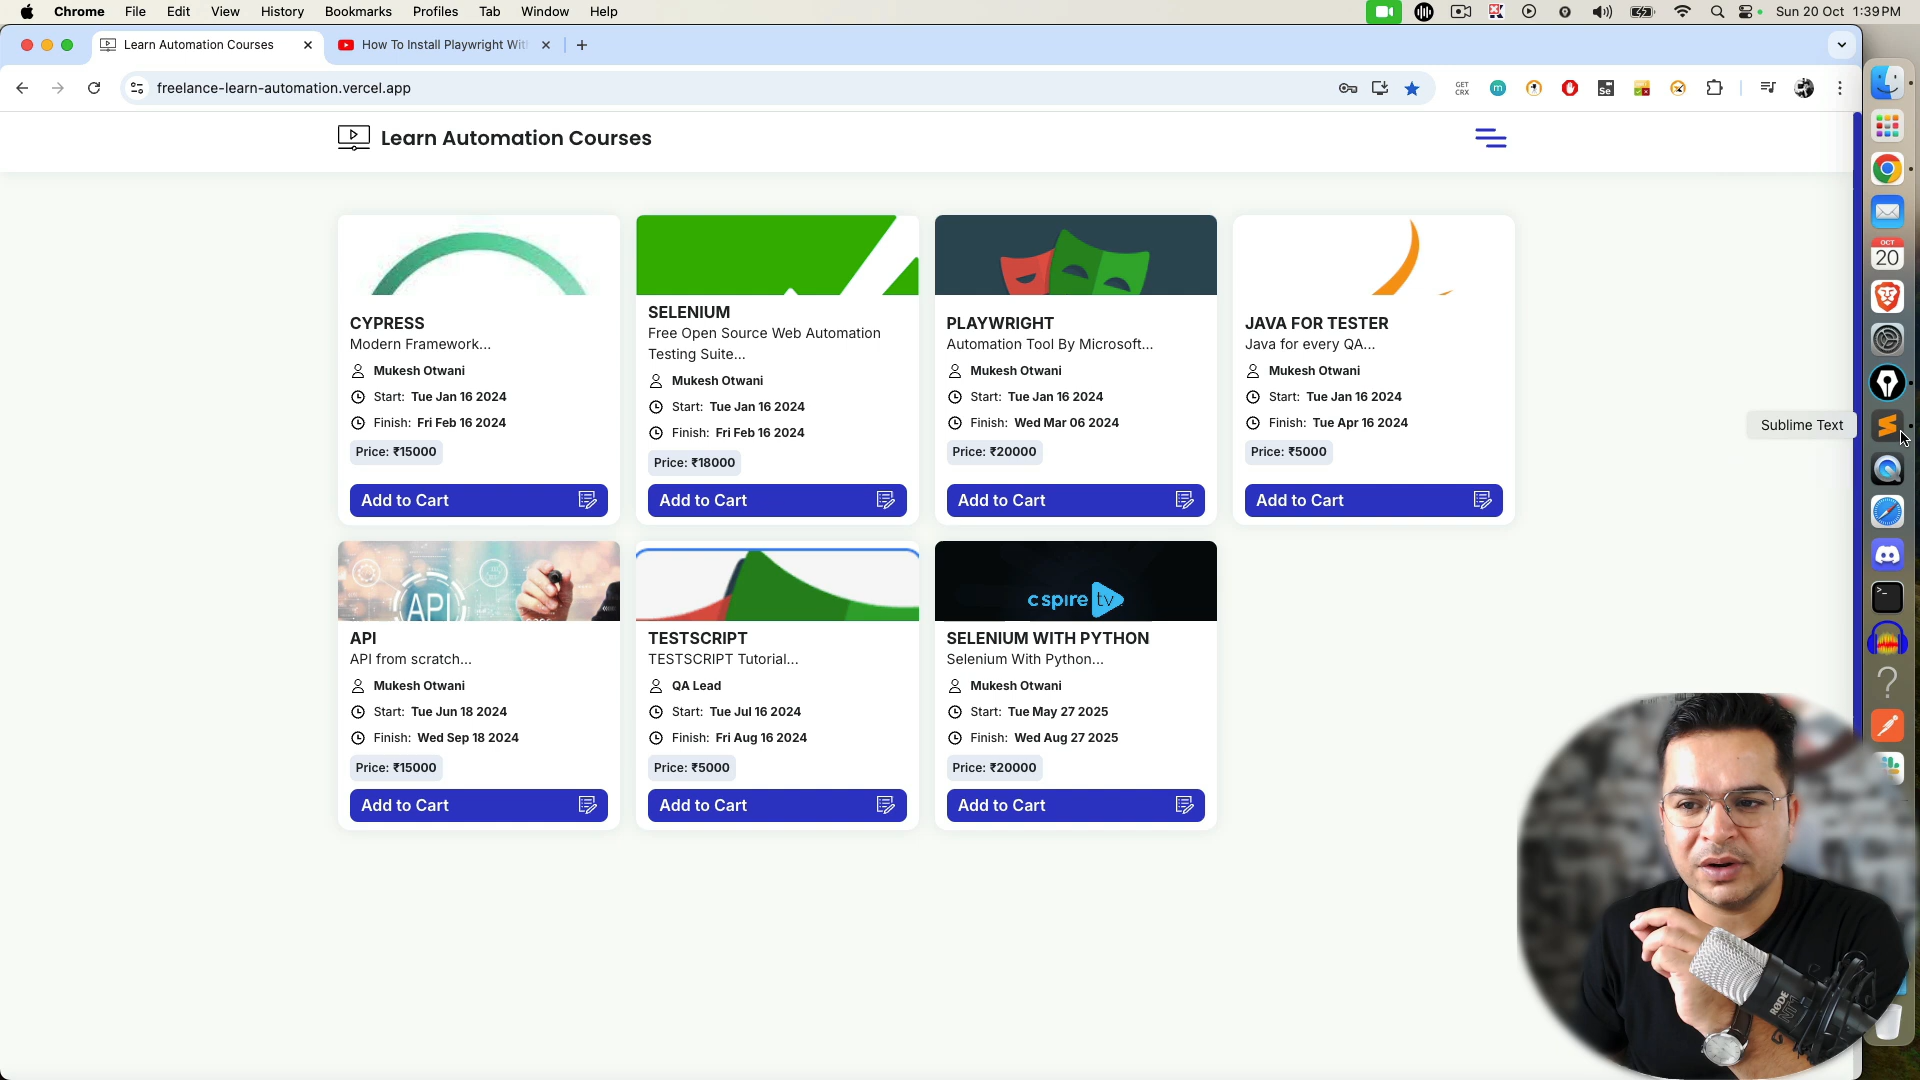 Chrome File Edit View History Bookmarks Profiles Tab Window Help
Sun 20 Oct 1:39 PM
Learn Automation Courses
How To Install Playwright Wit
freelance-learn-automation.vercel.app
GET CRX
m
Se
Learn Automation Courses
CYPRESS
Modern Framework...
Mukesh Otwani
Start: Tue Jan 16 2024
Finish: Fri Feb 16 2024
Price: ₹15000
Add to Cart
SELENIUM
Free Open Source Web Automation
Testing Suite...
Mukesh Otwani
Start: Tue Jan 16 2024
Finish: Fri Feb 16 2024
Price: ₹18000
Add to Cart
PLAYWRIGHT
Automation Tool By Microsoft...
Mukesh Otwani
Start: Tue Jan 16 2024
Finish: Wed Mar 06 2024
Price: ₹20000
Add to Cart
JAVA FOR TESTER
Java for every QA...
Mukesh Otwani
Start: Tue Jan 16 2024
Finish: Tue Apr 16 2024
Price: ₹5000
Add to Cart
API
API
API from scratch...
Mukesh Otwani
Start: Tue Jun 18 2024
Finish: Wed Sep 18 2024
Price: ₹15000
Add to Cart
TESTSCRIPT
TESTSCRIPT Tutorial...
QA Lead
Start: Tue Jul 16 2024
Finish: Fri Aug 16 2024
Price: ₹5000
Add to Cart
c spire tv
SELENIUM WITH PYTHON
Selenium With Python...
Mukesh Otwani
Start: Tue May 27 2025
Finish: Wed Aug 27 2025
Price: ₹20000
Add to Cart
OCT
20
Sublime Text
RØDE
NT1